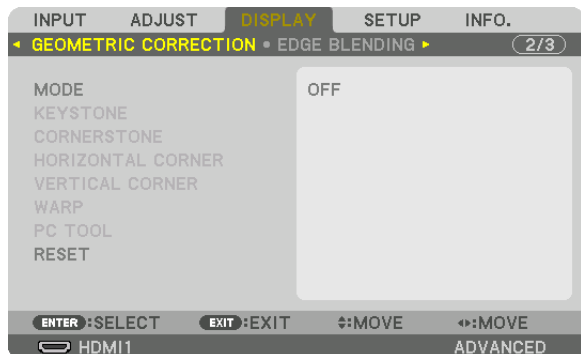 INPUT ADJUST DISPLAY SETUP INFO.
GEOMETRIC CORRECTION • EDGE BLENDING 2/3
MODE OFF
KEYSTONE
CORNERSTONE
HORIZONTAL CORNER
VERTICAL CORNER
WARP
PC TOOL
RESET
ENTER :SELECT EXIT :EXIT :MOVE :MOVE
HDMI1 ADVANCED